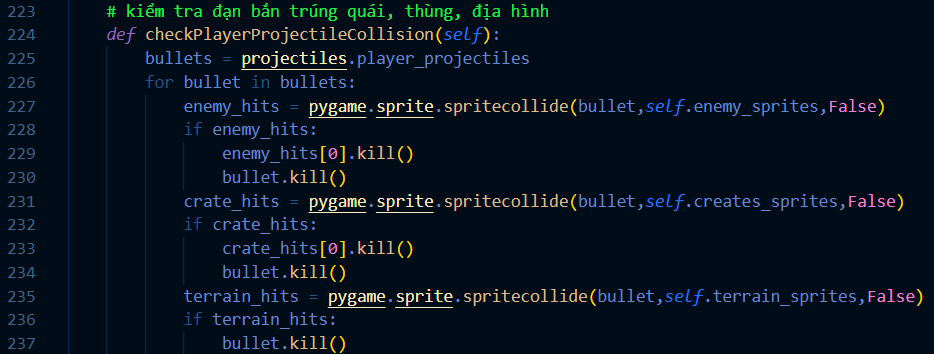 223 # kiểm tra đạn bắn trúng quái, thùng, địa hình
224 def checkPlayerProjectileCollision(self):
225 bullets = projectiles.player_projectiles
226 for bullet in bullets:
227 enemy_hits = pygame.sprite.spritecollide(bullet,self.enemy_sprites,False)
228 if enemy_hits:
229 enemy_hits[0].kill()
230 bullet.kill()
231 crate_hits = pygame.sprite.spritecollide(bullet,self.creates_sprites,False)
232 if crate_hits:
233 crate_hits[0].kill()
234 bullet.kill()
235 terrain_hits = pygame.sprite.spritecollide(bullet,self.terrain_sprites,False)
236 if terrain_hits:
237 bullet.kill()